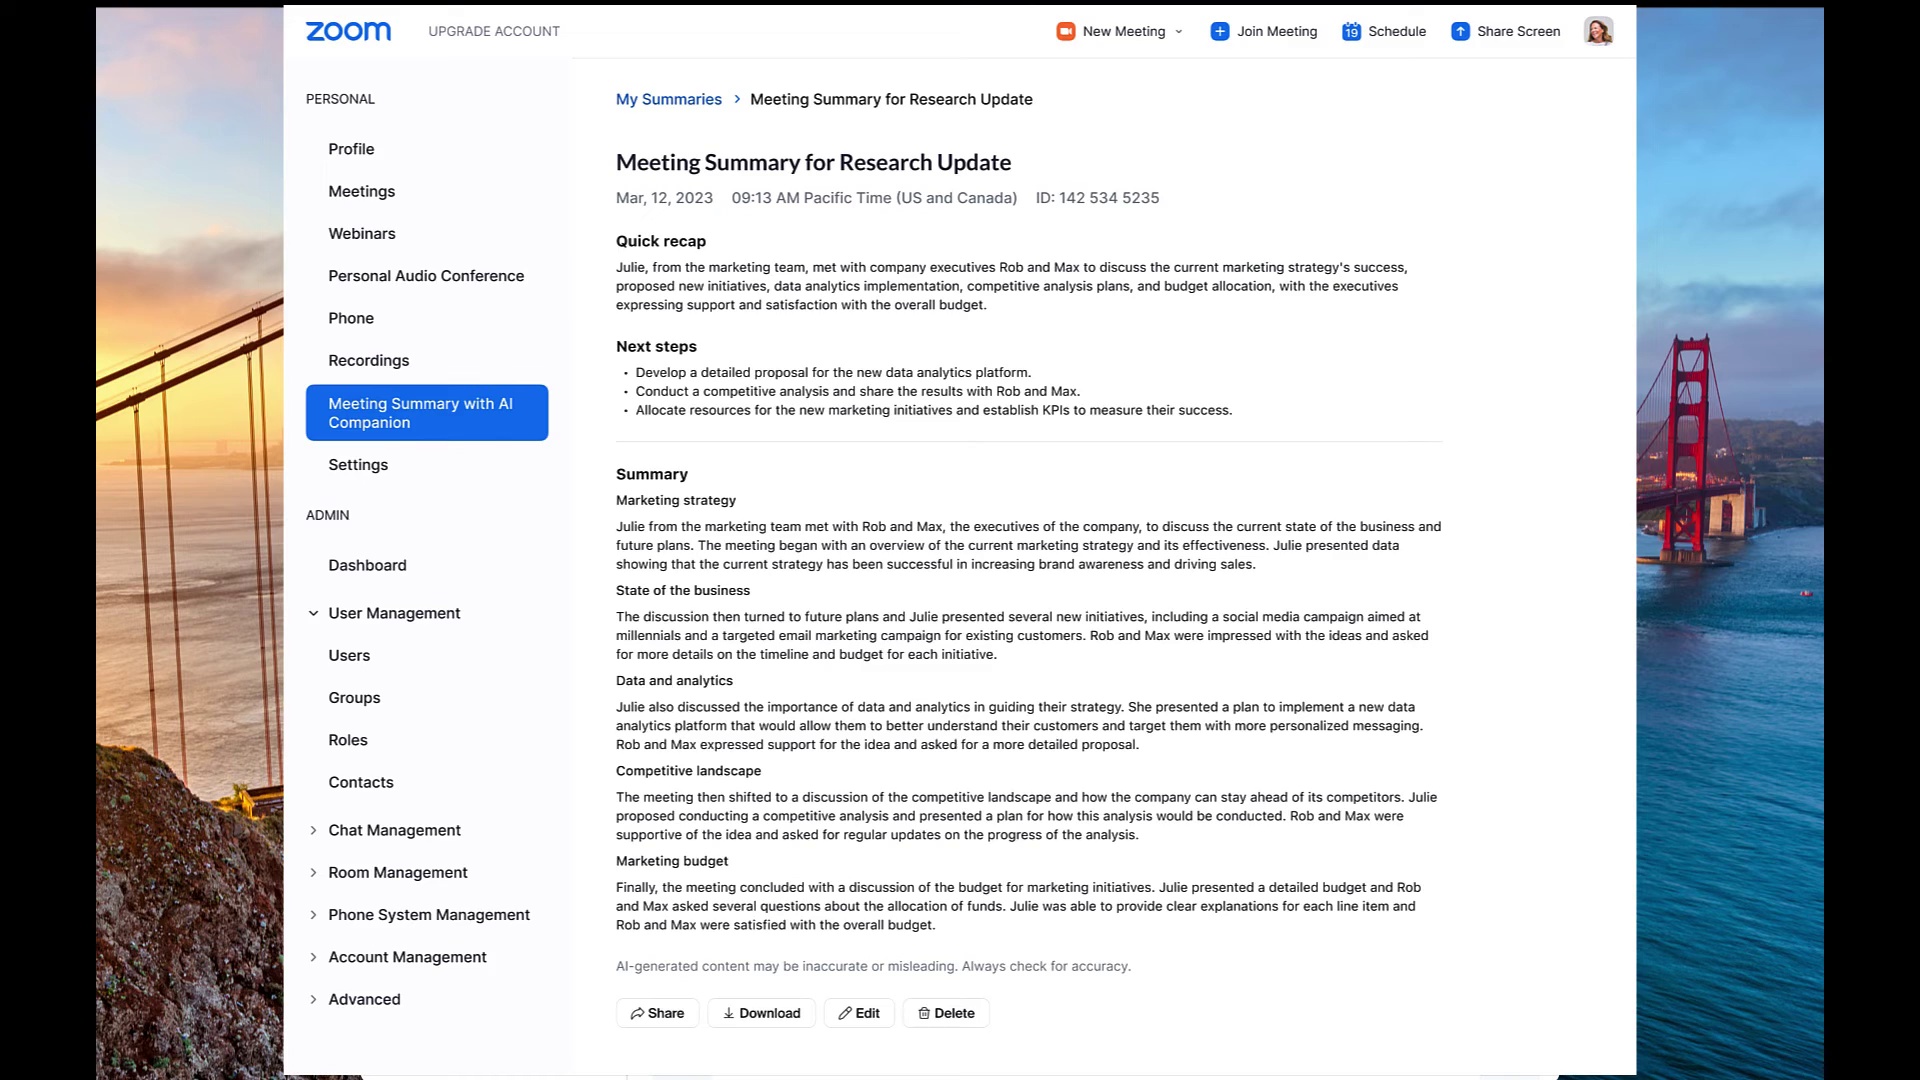 zoom UPGRADE ACCOUNT New Meeting Join Meeting 19 Schedule Share Screen
PERSONAL
Profile
Meetings
Webinars
Personal Audio Conference
Phone
Recordings
Meeting Summary with AI
Companion
Settings
ADMIN
Dashboard
User Management
Users
Groups
Roles
Contacts
Chat Management
Room Management
Phone System Management
Account Management
Advanced
My Summaries > Meeting Summary for Research Update
Meeting Summary for Research Update
Mar, 12, 2023 09:13 AM Pacific Time (US and Canada) ID: 142 534 5235
Quick recap
Julie, from the marketing team, met with company executives Rob and Max to discuss the current marketing strategy's success,
proposed new initiatives, data analytics implementation, competitive analysis plans, and budget allocation, with the executives
expressing support and satisfaction with the overall budget.
Next steps
• Develop a detailed proposal for the new data analytics platform.
• Conduct a competitive analysis and share the results with Rob and Max.
• Allocate resources for the new marketing initiatives and establish KPIs to measure their success.
Summary
Marketing strategy
Julie from the marketing team met with Rob and Max, the executives of the company, to discuss the current state of the business and
future plans. The meeting began with an overview of the current marketing strategy and its effectiveness. Julie presented data
showing that the current strategy has been successful in increasing brand awareness and driving sales.
State of the business
The discussion then turned to future plans and Julie presented several new initiatives, including a social media campaign aimed at
millennials and a targeted email marketing campaign for existing customers. Rob and Max were impressed with the ideas and asked
for more details on the timeline and budget for each initiative.
Data and analytics
Julie also discussed the importance of data and analytics in guiding their strategy. She presented a plan to implement a new data
analytics platform that would allow them to better understand their customers and target them with more personalized messaging.
Rob and Max expressed support for the idea and asked for a more detailed proposal.
Competitive landscape
The meeting then shifted to a discussion of the competitive landscape and how the company can stay ahead of its competitors. Julie
proposed conducting a competitive analysis and presented a plan for how this analysis would be conducted. Rob and Max were
supportive of the idea and asked for regular updates on the progress of the analysis.
Marketing budget
Finally, the meeting concluded with a discussion of the budget for marketing initiatives. Julie presented a detailed budget and Rob
and Max asked several questions about the allocation of funds. Julie was able to provide clear explanations for each line item and
Rob and Max were satisfied with the overall budget.
AI-generated content may be inaccurate or misleading. Always check for accuracy.
Share Download Edit Delete